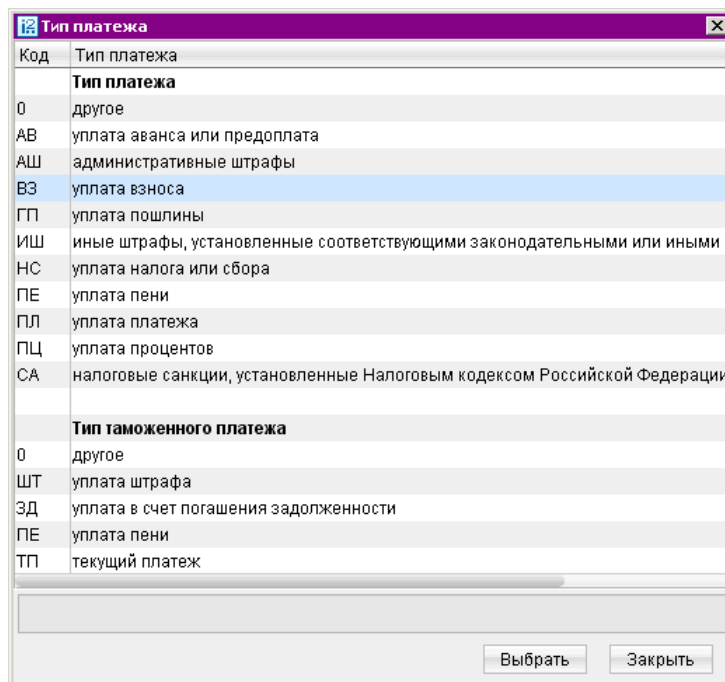 Тип платежа
Код Тип платежа
Тип платежа
0 другое
АВ уплата аванса или предоплата
АШ административные штрафы
ВЗ уплата взноса
ГП уплата пошлины
ИШ иные штрафы, установленные соответствующими законодательными или иными
НС уплата налога или сбора
ПЕ уплата пени
ПЛ уплата платежа
ПЦ уплата процентов
СА налоговые санкции, установленные Налоговым кодексом Российской Федерации
Тип таможенного платежа
0 другое
ШТ уплата штрафа
ЗД уплата в счет погашения задолженности
ПЕ уплата пени
ТП текущий платеж
Выбрать Закрыть